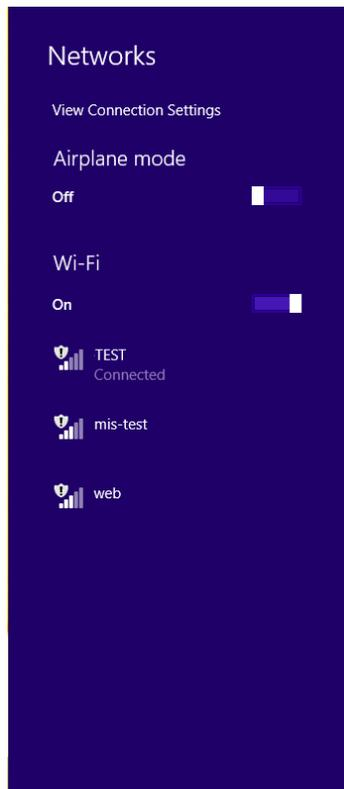 Networks
View Connection Settings
Airplane mode
Off
Wi-Fi
On
TEST
Connected
mis-test
web